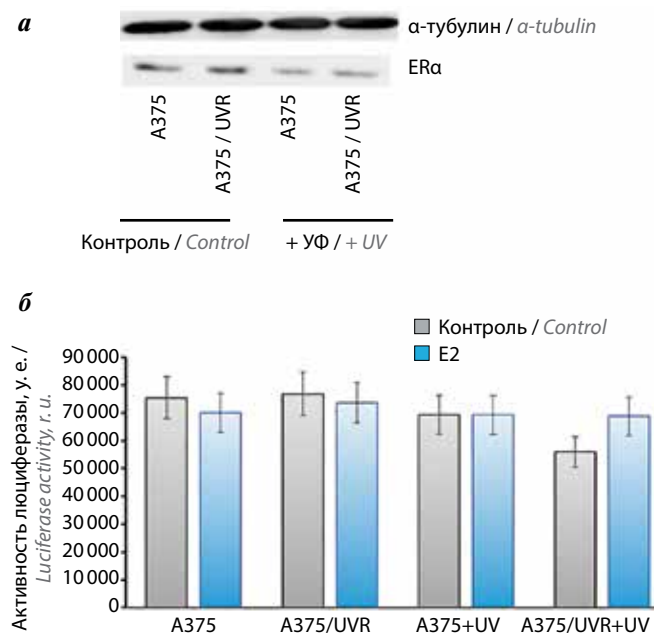 а
α-тубулин / α-tubulin
ERα
A375
A375 / UVR
A375
A375 / UVR
Контроль / Control
+ УФ / + UV
б
Контроль / Control
E2
Активность люциферазы, у. е. /
Luciferase activity, r. u.
90 000
80 000
70 000
60 000
50 000
40 000
30 000
20 000
10 000
0
A375
A375/UVR
A375+UV
A375/UVR+UV